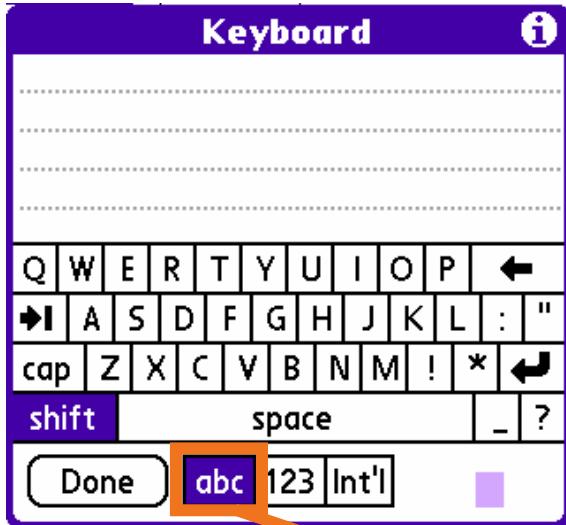 Keyboard i
Q W E R T Y U I O P
A S D F G H J K L : "
cap Z X C V B N M ! *
shift space _ ?
Done abc 123 Int'l